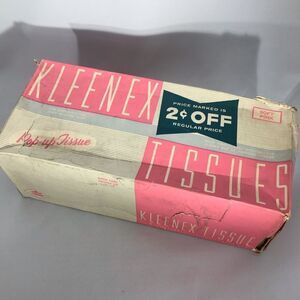 KLEENEX
PRICE MARKED IS
2¢ OFF
REGULAR PRICE
Pop-up Tissue
TISSUES
KLEENEX TISSUE